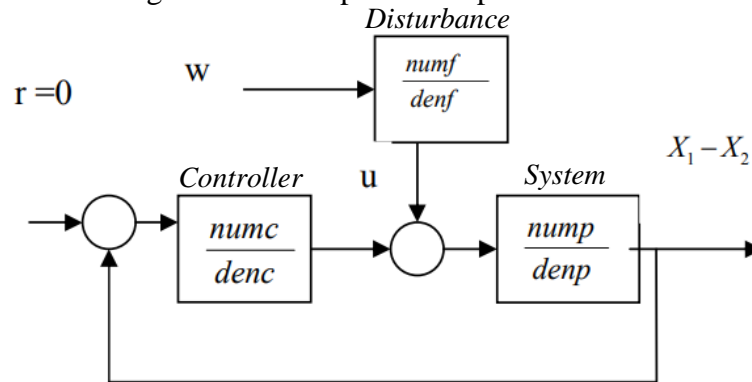 Disturbance
numf
denf
w
r =0
X₁ − X₂
Controller
u
System
numc
denc
nump
denp